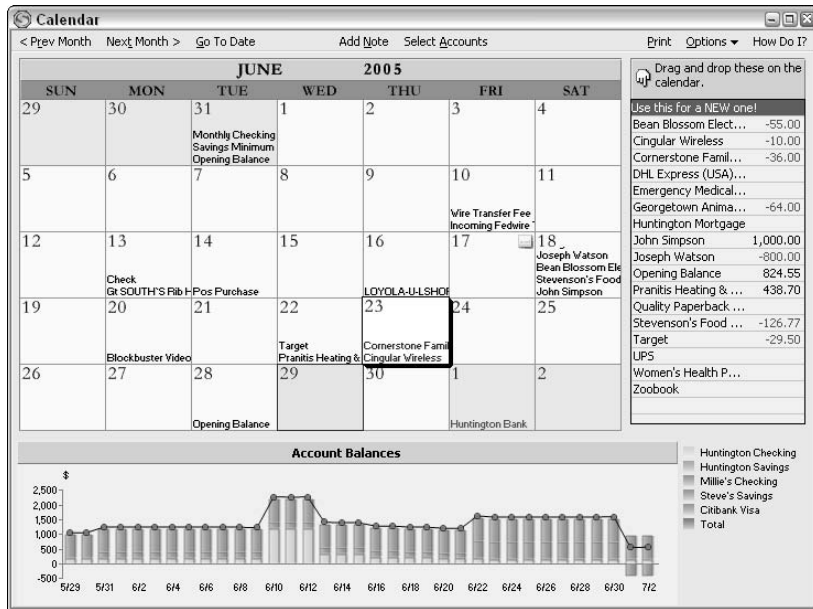 Calendar
< Prev Month Next Month > Go To Date Add Note Select Accounts Print Options How Do I?
JUNE 2005
SUN MON TUE WED THU FRI SAT
29 30 31 1 2 3 4
Monthly Checking
Savings Minimum
Opening Balance
5 6 7 8 9 10 11
Wire Transfer Fee
Incoming Fedwire
12 13 14 15 16 17 18
Joseph Watson
Bean Blossom Ele
Check Stevenson's Food
Gt SOUTH'S Rib H Pos Purchase LOYOLA-U-LSHOP John Simpson
19 20 21 22 23 24 25
Target Cornerstone Famil
Blockbuster Video Pranitis Heating & Cingular Wireless
26 27 28 29 30 1 2
Opening Balance Huntington Bank
Drag and drop these on the
calendar.
Use this for a NEW one!
Bean Blossom Elect... -55.00
Cingular Wireless -10.00
Cornerstone Famil... -36.00
DHL Express (USA)...
Emergency Medical...
Georgetown Anima... -64.00
Huntington Mortgage
John Simpson 1,000.00
Joseph Watson -800.00
Opening Balance 824.55
Pranitis Heating & ... 438.70
Quality Paperback ...
Stevenson's Food ... -126.77
Target -29.50
UPS
Women's Health P...
Zoobook
Account Balances
$
2,500
2,000
1,500
1,000
500
0
-500
5/29 5/31 6/2 6/4 6/6 6/8 6/10 6/12 6/14 6/16 6/18 6/20 6/22 6/24 6/26 6/28 6/30 7/2
Huntington Checking
Huntington Savings
Millie's Checking
Steve's Savings
Citibank Visa
Total